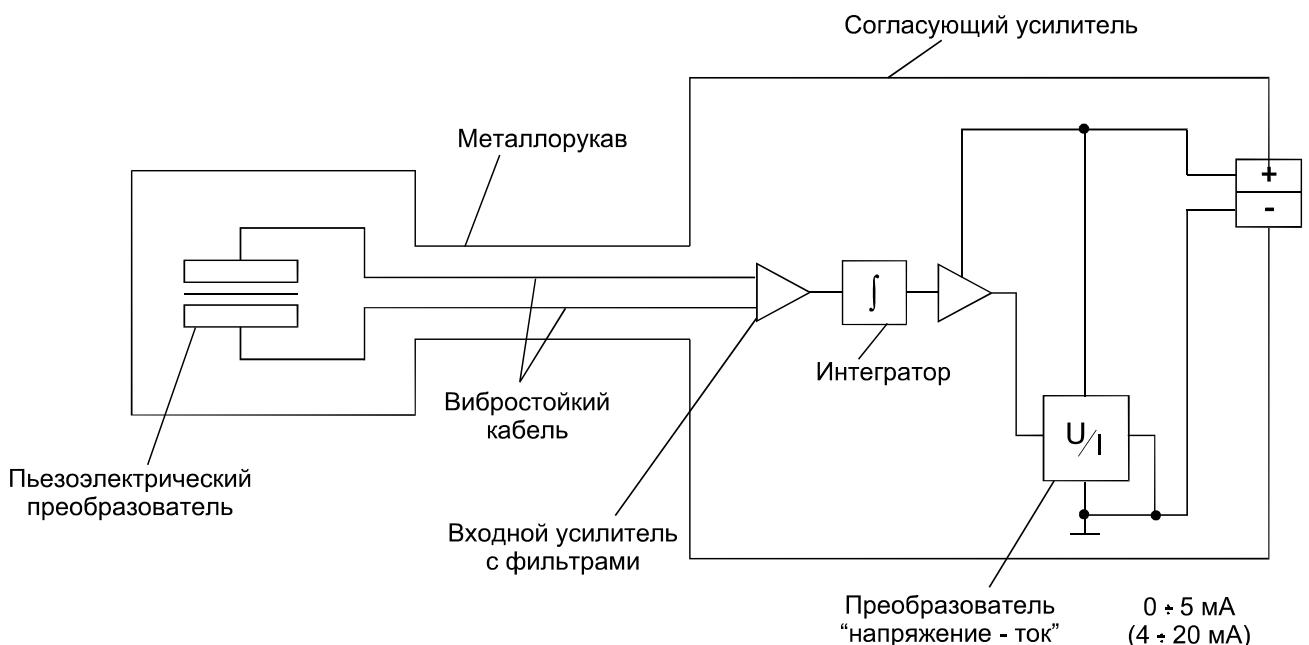 Согласующий усилитель
Металлорукав
+
-
∫
Интегратор
Вибростойкий
кабель
U/I
Пьезоэлектрический
преобразователь
Входной усилитель
с фильтрами
Преобразователь
“напряжение - ток”
0 ÷ 5 мА
(4 ÷ 20 мА)